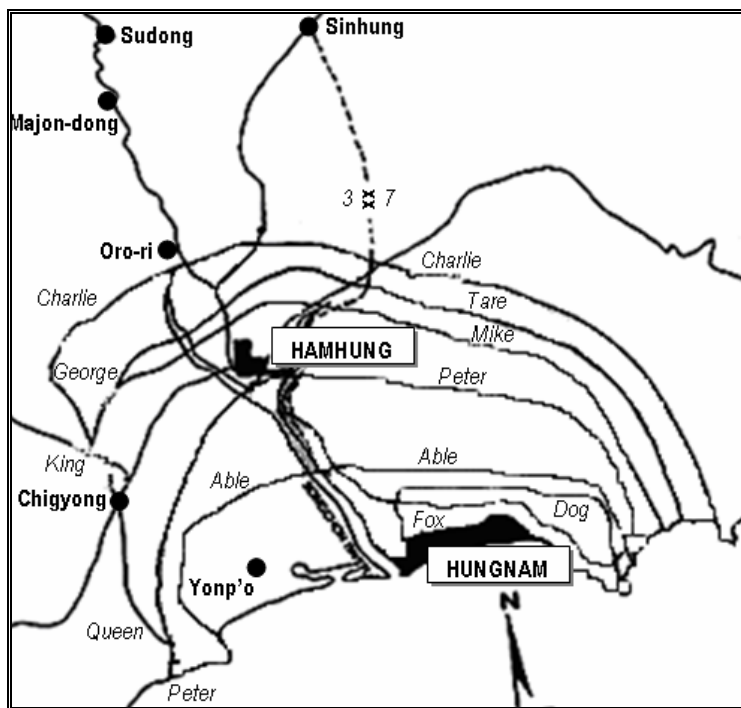 Sudong
Sinhung
Majon-dong
3 7
Oro-ri
Charlie
Charlie
Tare
Mike
HAMHUNG
George
Peter
King
Able
Able
Chigyong
Dog
Fox
HUNGNAM
Yonp'o
N
Queen
Peter